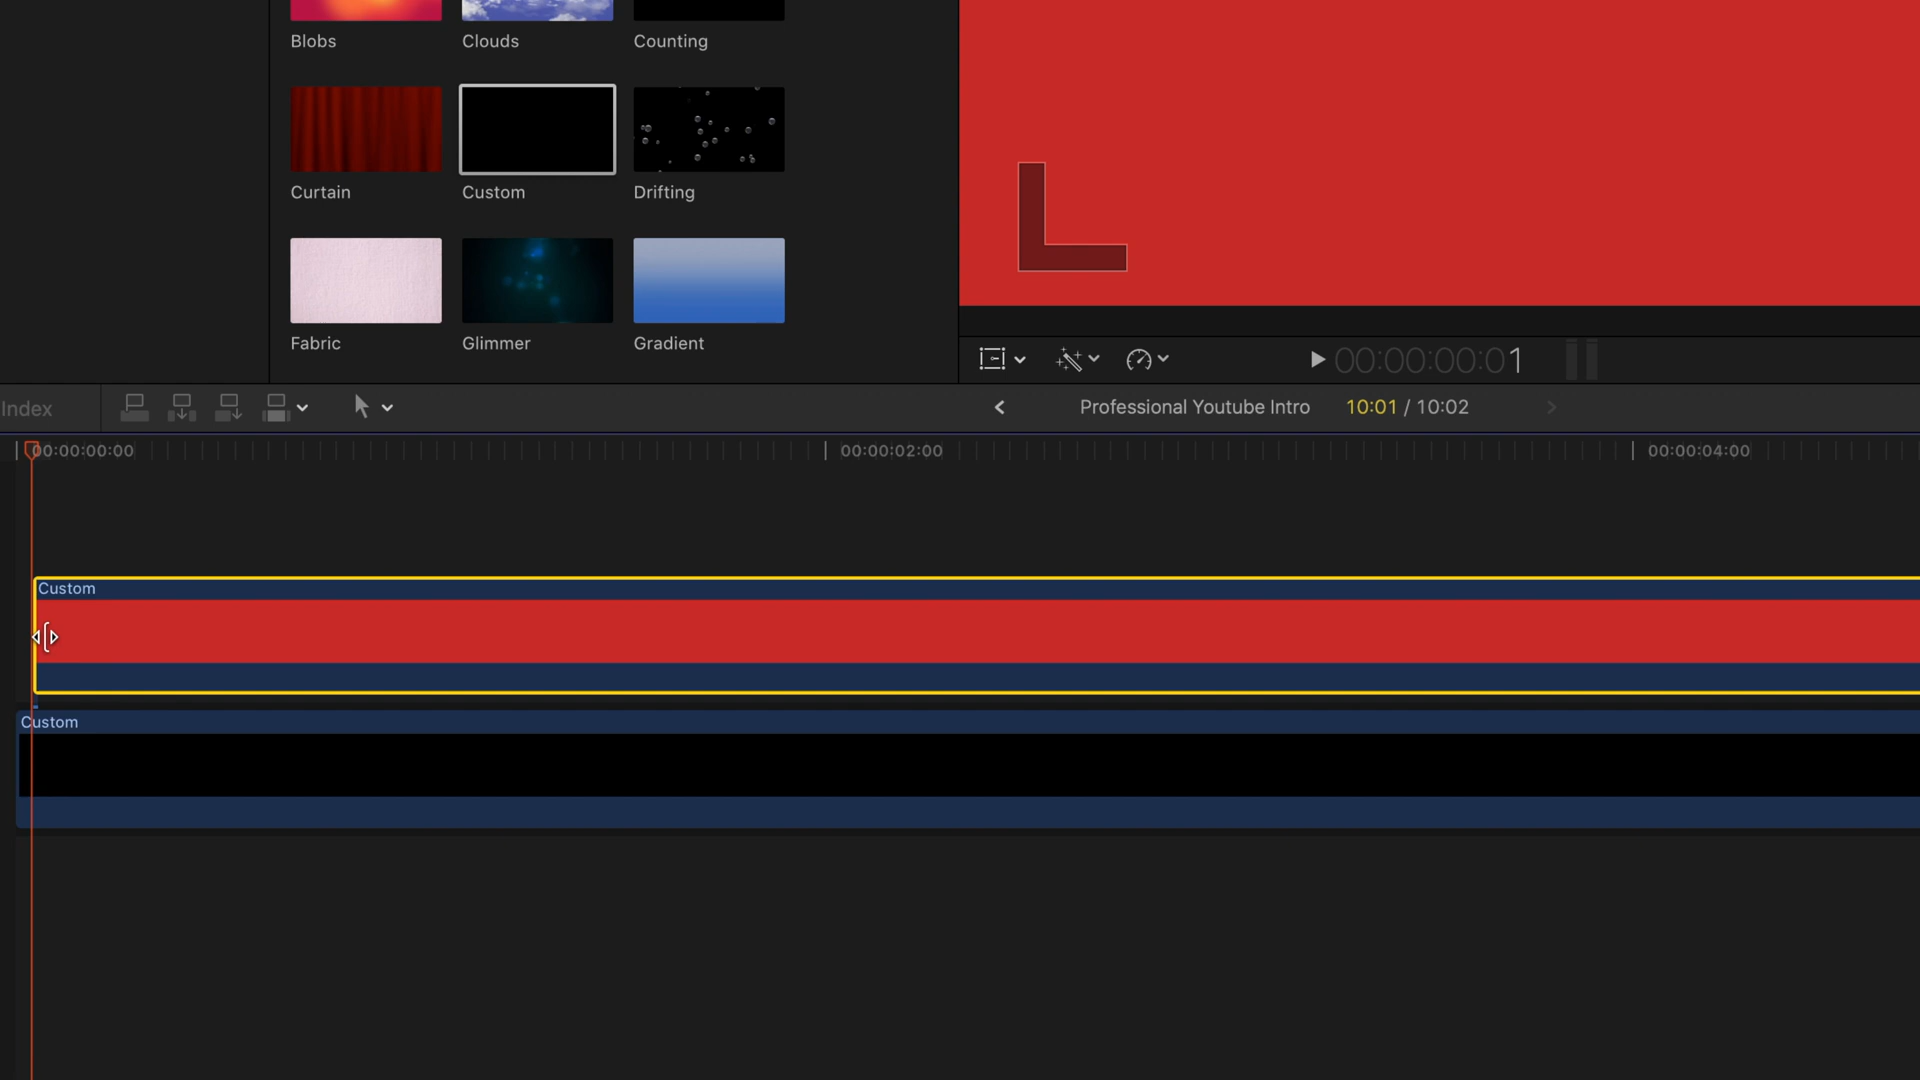 Blobs
Clouds
Counting
Curtain
Custom
Drifting
Fabric
Glimmer
Gradient
00:00:00:01
Index
Professional Youtube Intro
10:01 / 10:02
00:00:00:00
00:00:02:00
00:00:04:00
Custom
Custom